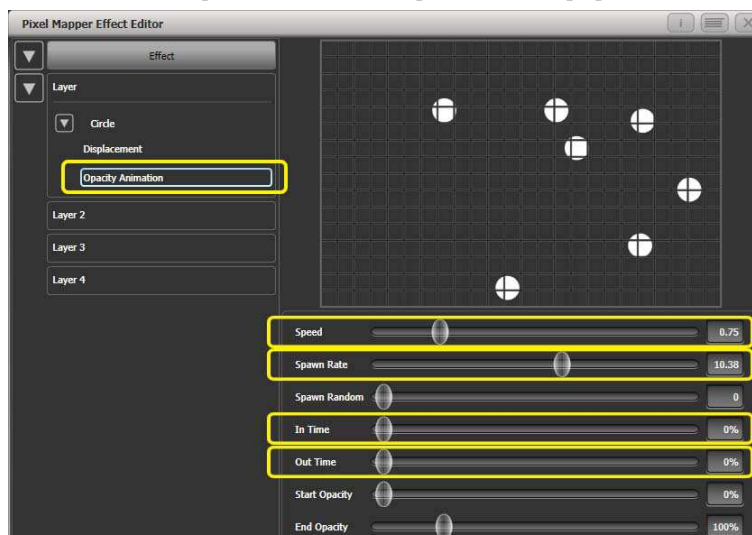 Pixel Mapper Effect Editor
i
Effect
Layer
Circle
Displacement
Opacity Animation
Layer 2
Layer 3
Layer 4
Speed 0.75
Spawn Rate 10.38
Spawn Random 0
In Time 0%
Out Time 0%
Start Opacity 0%
End Opacity 100%